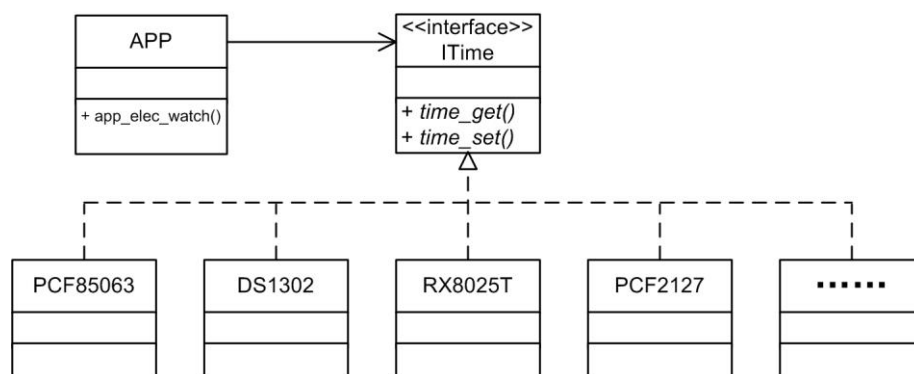 APP
<<interface>>
ITime
+ app_elec_watch()
+ time_get()
+ time_set()
PCF85063
DS1302
RX8025T
PCF2127
▪▪▪▪▪▪